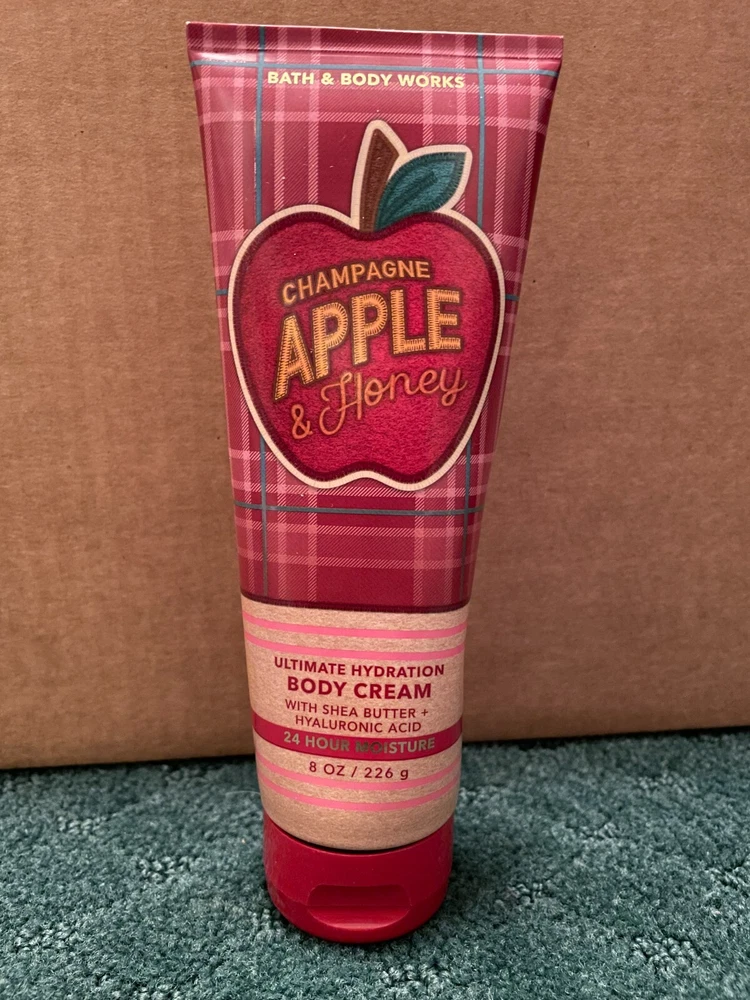 BATH & BODY WORKS
CHAMPAGNE
APPLE
& Honey
ULTIMATE HYDRATION
BODY CREAM
WITH SHEA BUTTER +
HYALURONIC ACID
24 HOUR MOISTURE
8 OZ / 226 g